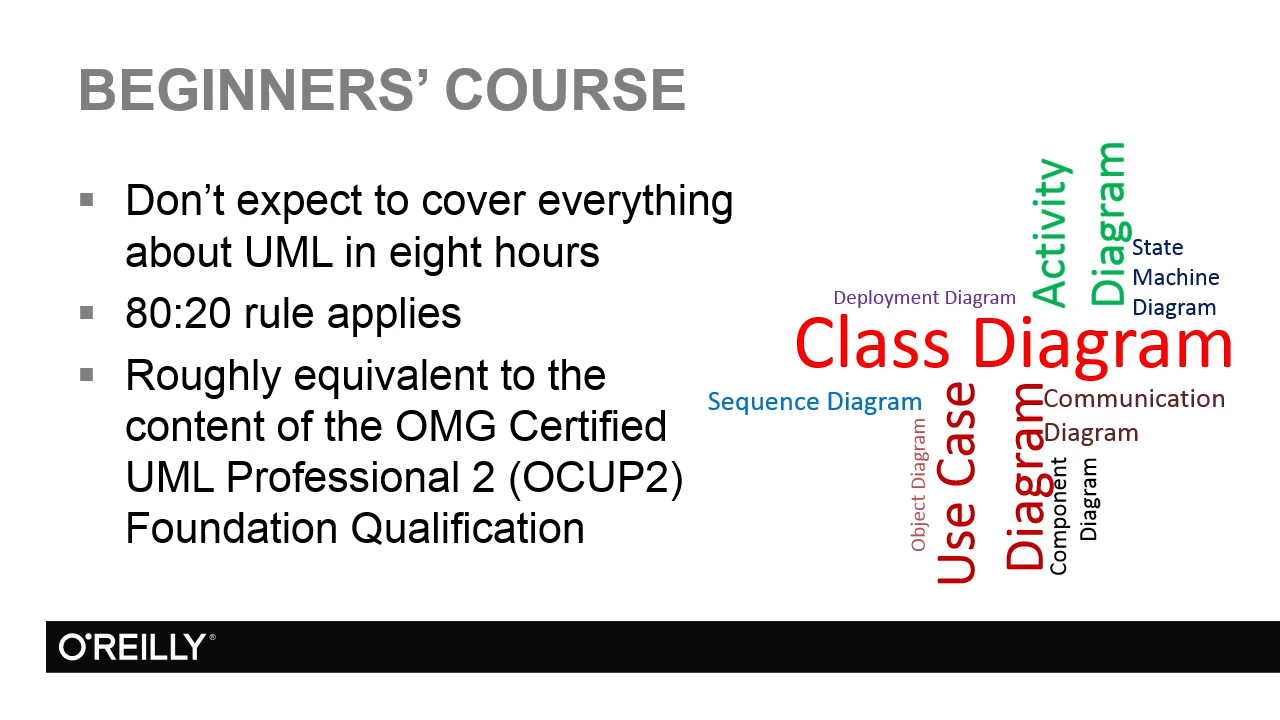 BEGINNERS’ COURSE
▪ Don’t expect to cover everything
about UML in eight hours
▪ 80:20 rule applies
▪ Roughly equivalent to the
content of the OMG Certified
UML Professional 2 (OCUP2)
Foundation Qualification
Activity
Diagram
State
Machine
Diagram
Deployment Diagram
Class Diagram
Sequence Diagram
Communication
Diagram
Object Diagram
Use Case
Diagram
Component
Diagram
O'REILLY®